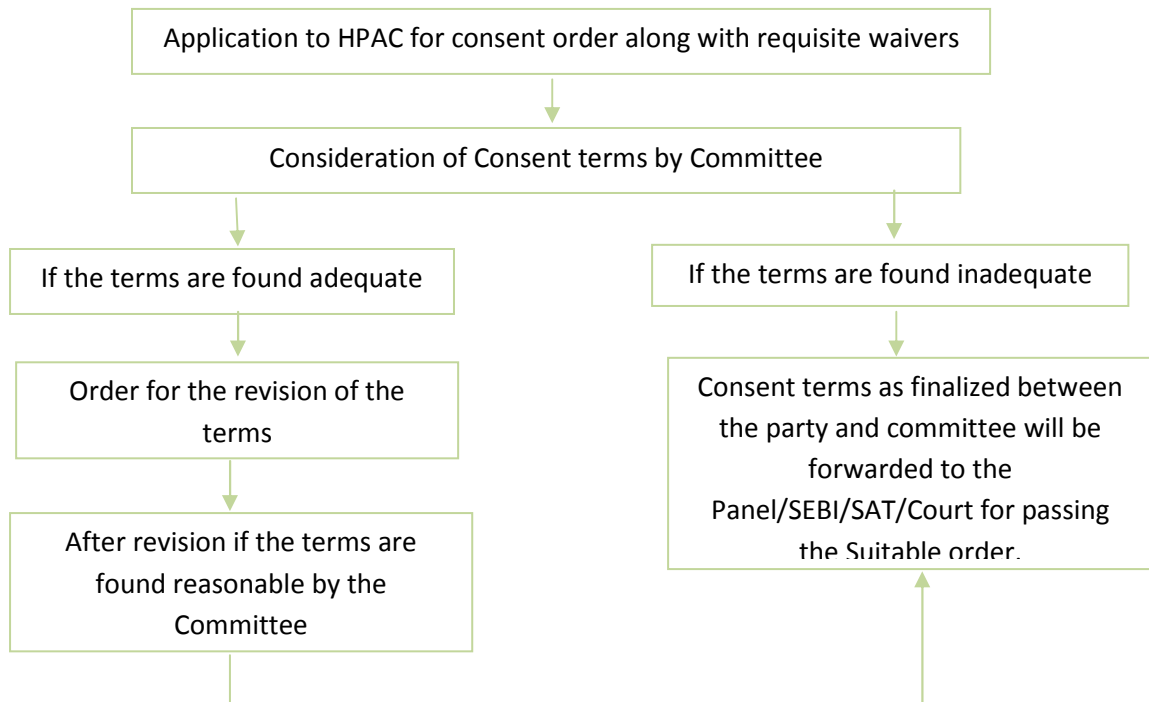 Application to HPAC for consent order along with requisite waivers
Consideration of Consent terms by Committee
If the terms are found adequate
If the terms are found inadequate
Order for the revision of the
terms
Consent terms as finalized between
the party and committee will be
forwarded to the
Panel/SEBI/SAT/Court for passing
the Suitable order.
After revision if the terms are
found reasonable by the
Committee